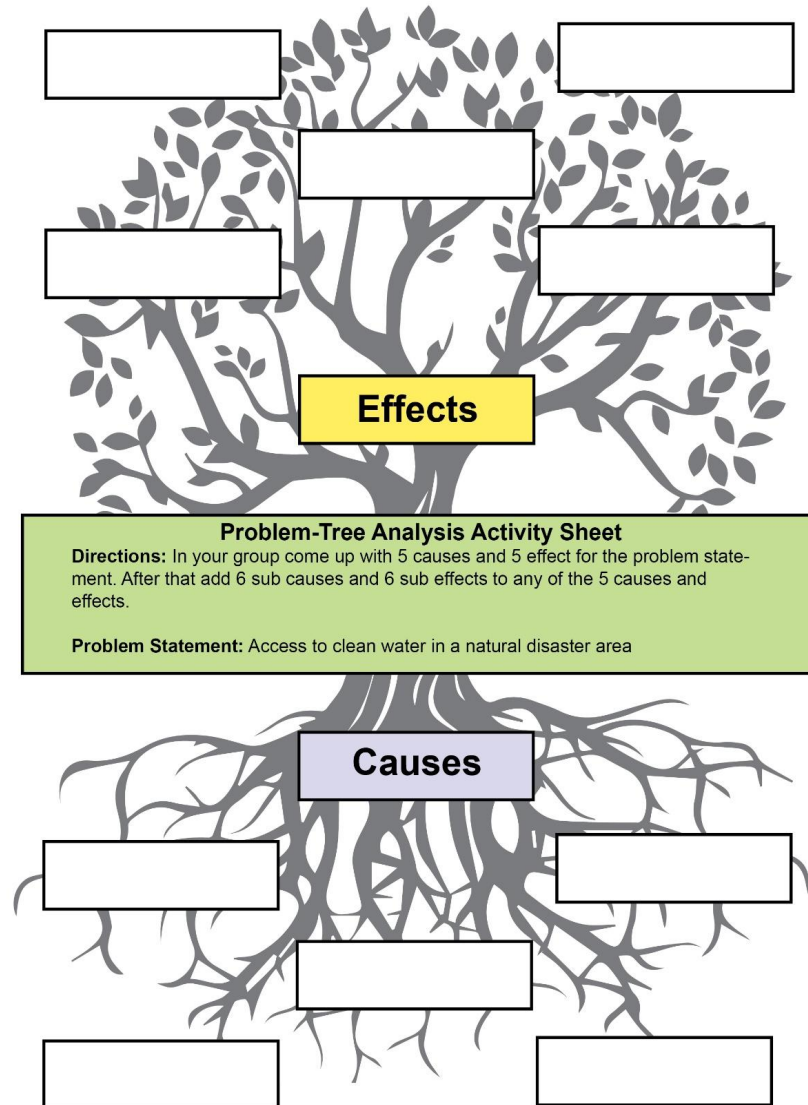 Effects
Problem-Tree Analysis Activity Sheet
Directions: In your group come up with 5 causes and 5 effect for the problem state-
ment. After that add 6 sub causes and 6 sub effects to any of the 5 causes and
effects.
Problem Statement: Access to clean water in a natural disaster area
Causes